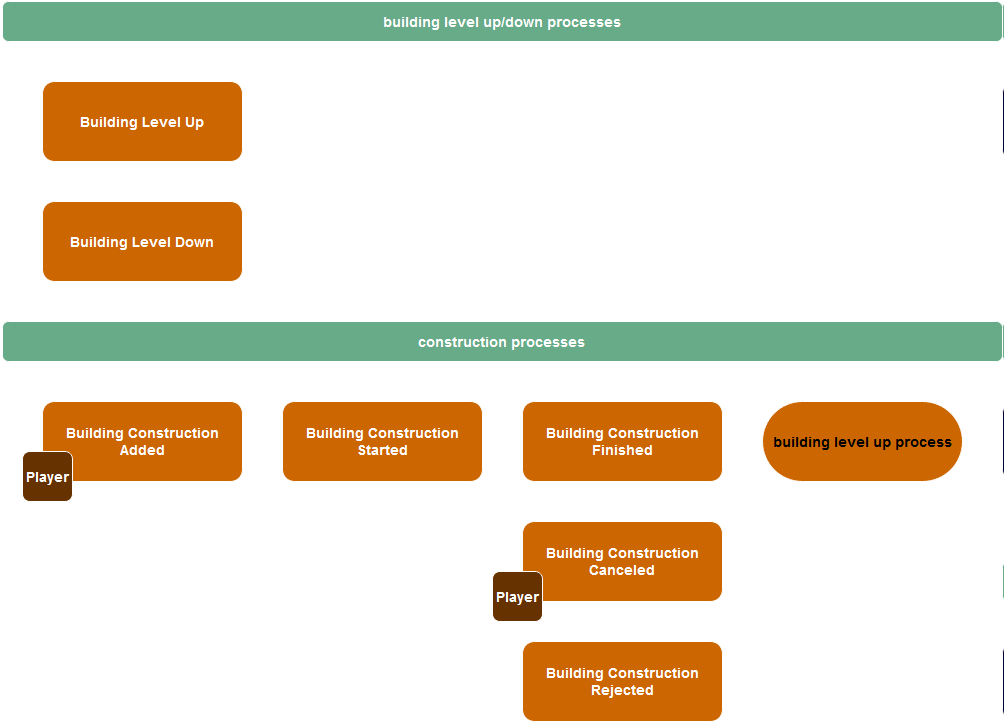 building level up/down processes
Building Level Up
Building Level Down
construction processes
Building Construction
Added
Player
Building Construction
Started
Building Construction
Finished
building level up process
Building Construction
Canceled
Player
Building Construction
Rejected